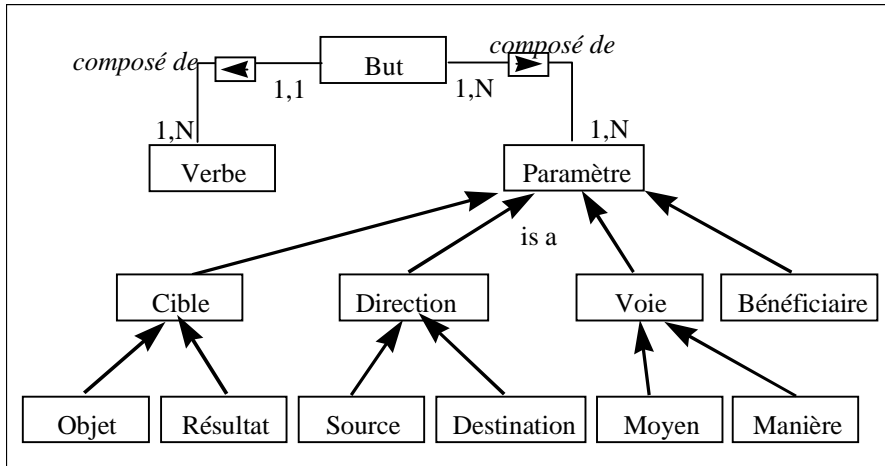 composé de
But
composé de
1,1
1,N
1,N
1,N
Verbe
Paramètre
is a
Cible
Direction
Voie
Bénéficiaire
Objet
Résultat
Source
Destination
Moyen
Manière